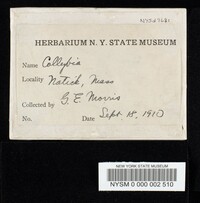 HERBARIUM N. Y. STATE MUSEUM
Name Collybia
Locality Natick, Mass
Collected by G. E. Morris
No. Date Sept 15, 1910
NEW YORK STATE MUSEUM
NYSM 0 000 002 510